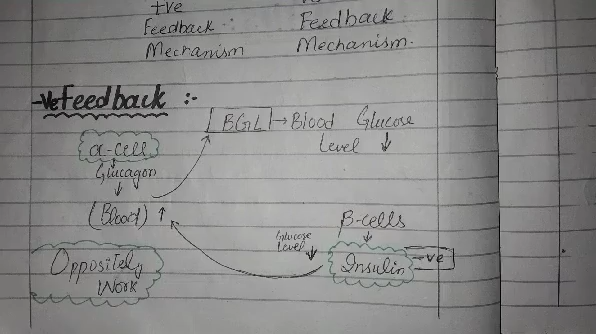 +ve
Feedback
Mechanism
Feedback
Mechanism.
-Ve Feedback :-
BGL → Blood Glucose
Level ↓
α-cell
Glucagon
↓
(Blood) ↑
β-cells
↓
Glucose
Level ↓
Insulin -ve
Oppositely
Work